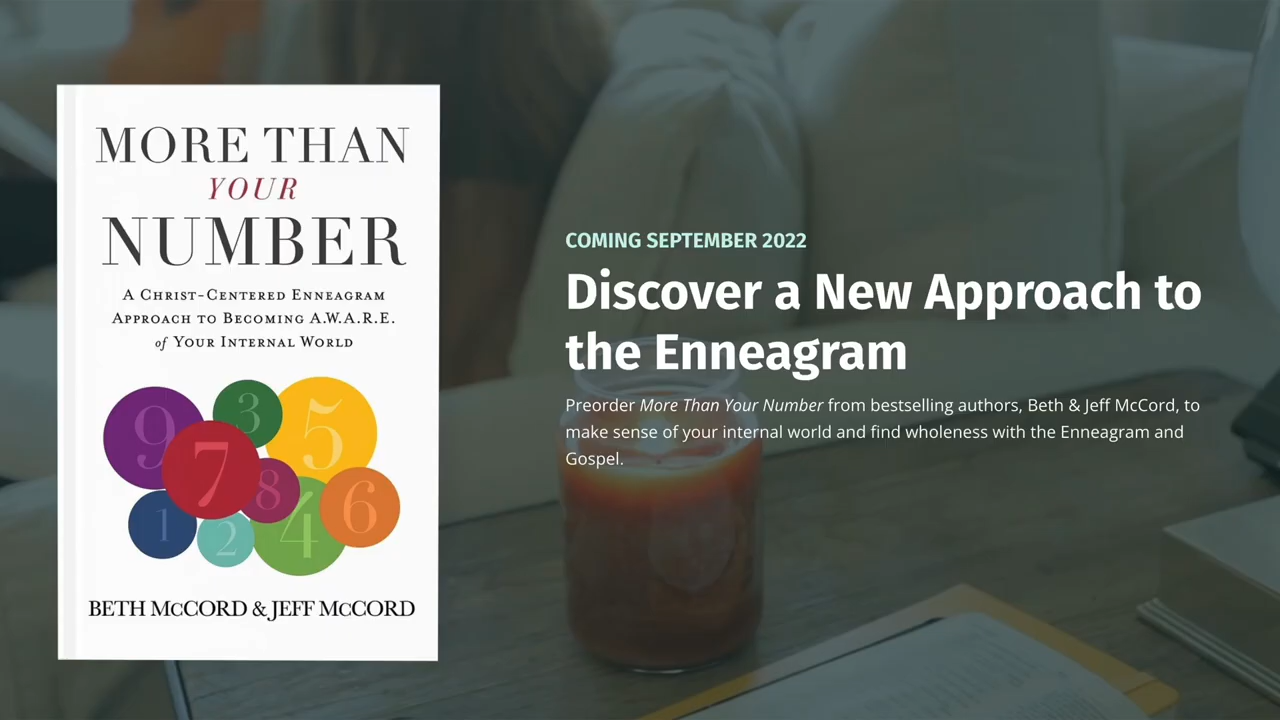 MORE THAN
YOUR
NUMBER
A CHRIST-CENTERED ENNEAGRAM
APPROACH TO BECOMING A.W.A.R.E.
of YOUR INTERNAL WORLD
9
3
5
7
8
6
1
2
4
BETH MCCORD & JEFF MCCORD
COMING SEPTEMBER 2022
Discover a New Approach to
the Enneagram
Preorder More Than Your Number from bestselling authors, Beth & Jeff McCord, to
make sense of your internal world and find wholeness with the Enneagram and
Gospel.